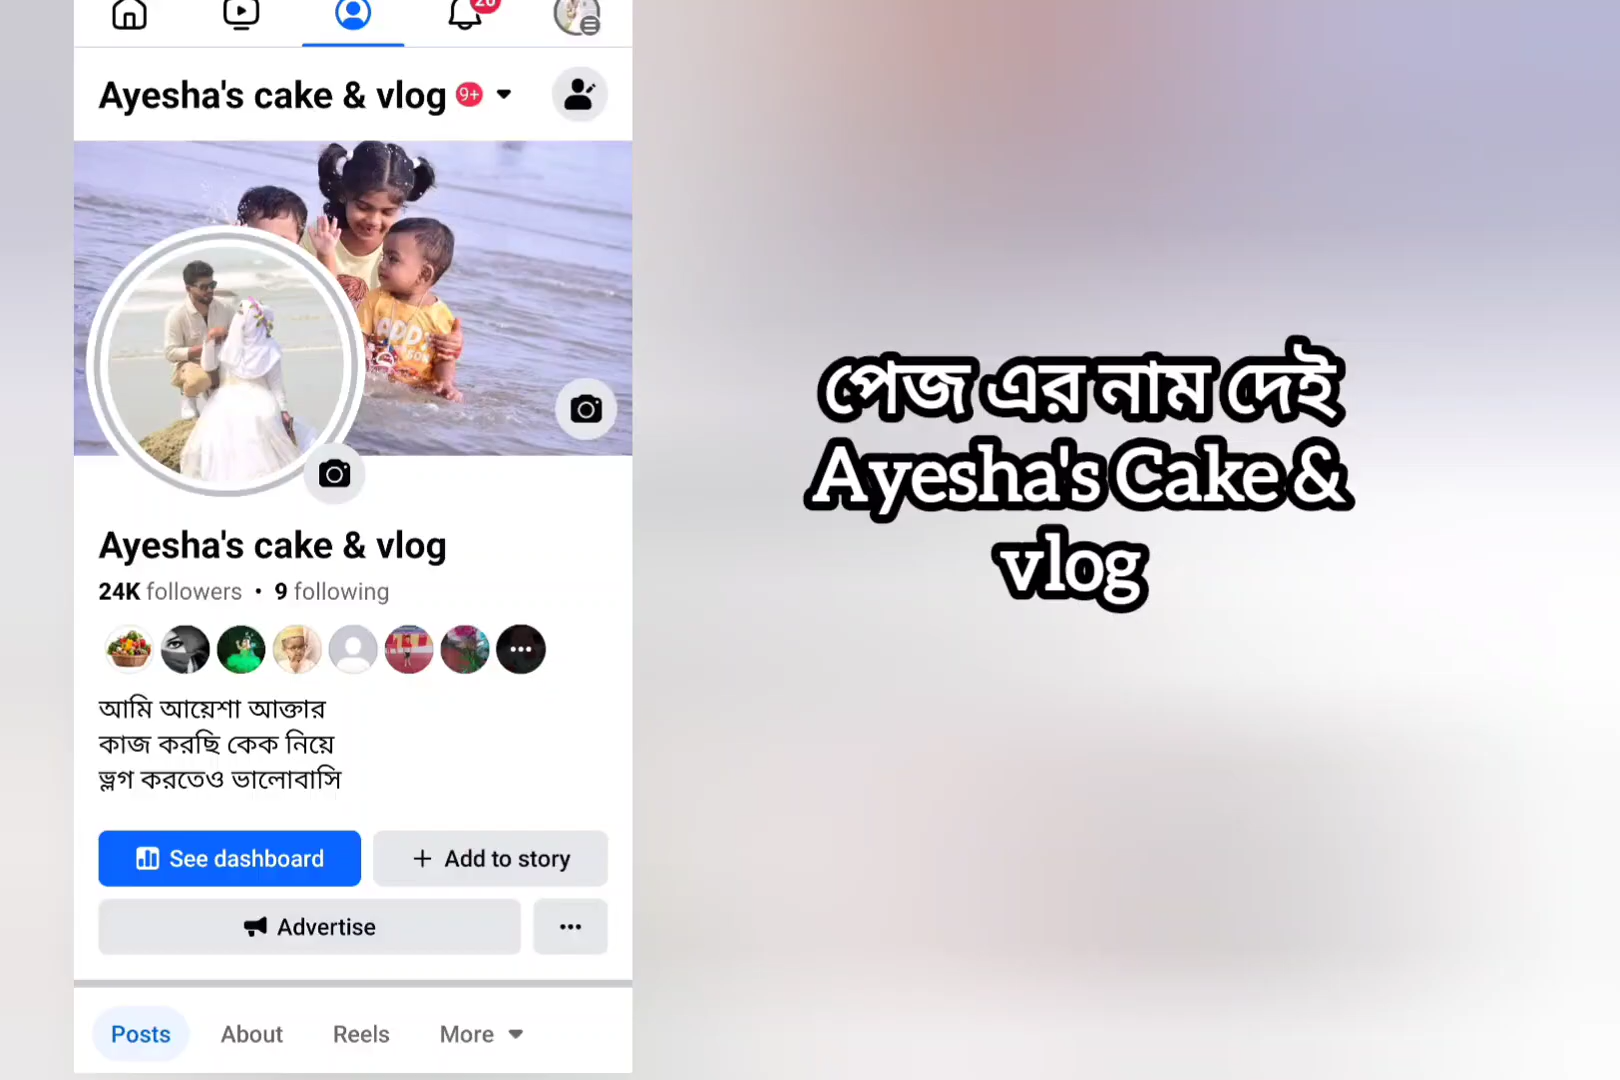 20
Ayesha's cake & vlog 9+
Ayesha's cake & vlog
24K followers • 9 following
আমি আয়েশা আক্তার
কাজ করছি কেক নিয়ে
ভ্লগ করতেও ভালোবাসি
See dashboard
+ Add to story
Advertise
Posts About Reels More
পেজ এর নাম দেই
Ayesha's Cake &
vlog